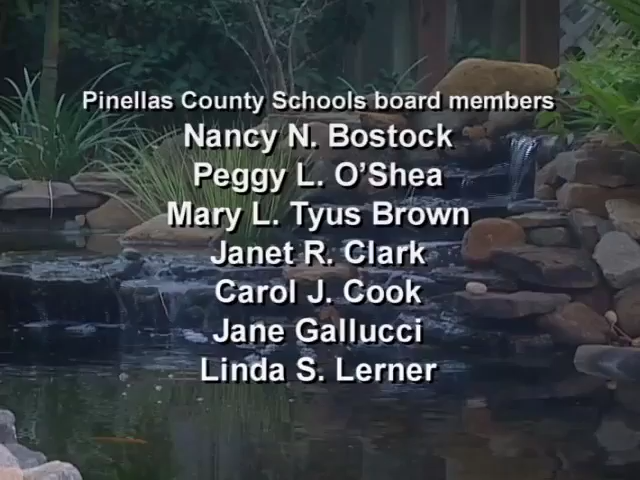 Pinellas County Schools board members
Nancy N. Bostock
Peggy L. O'Shea
Mary L. Tyus Brown
Janet R. Clark
Carol J. Cook
Jane Gallucci
Linda S. Lerner